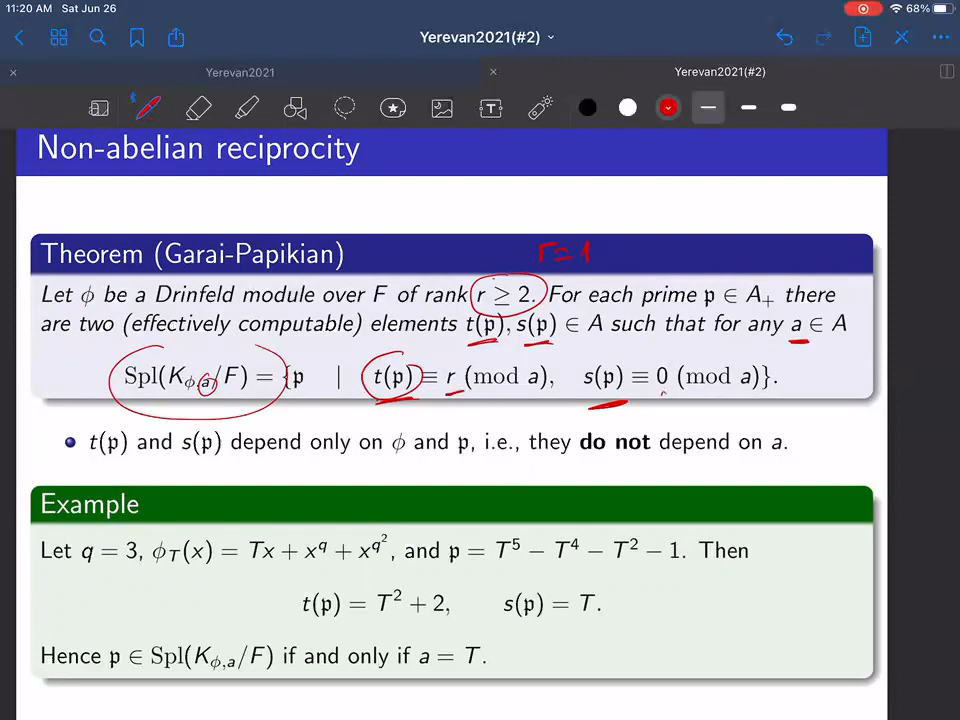 11:20 AM Sat Jun 26
68%
Yerevan2021(#2)
Yerevan2021
Yerevan2021(#2)
Non-abelian reciprocity
Theorem (Garai-Papikian)
r=1
Let ϕ be a Drinfeld module over F of rank r ≥ 2. For each prime 𝔭 ∈ A₊ there
are two (effectively computable) elements t(𝔭), s(𝔭) ∈ A such that for any a ∈ A
Spl(K_{ϕ,a}/F) = {𝔭 | t(𝔭) ≡ r (mod a), s(𝔭) ≡ 0 (mod a)}.
t(𝔭) and s(𝔭) depend only on ϕ and 𝔭, i.e., they do not depend on a.
Example
Let q = 3, ϕ_T(x) = Tx + x^q + x^{q^2}, and 𝔭 = T^5 − T^4 − T^2 − 1. Then
t(𝔭) = T^2 + 2, s(𝔭) = T.
Hence 𝔭 ∈ Spl(K_{ϕ,a}/F) if and only if a = T.